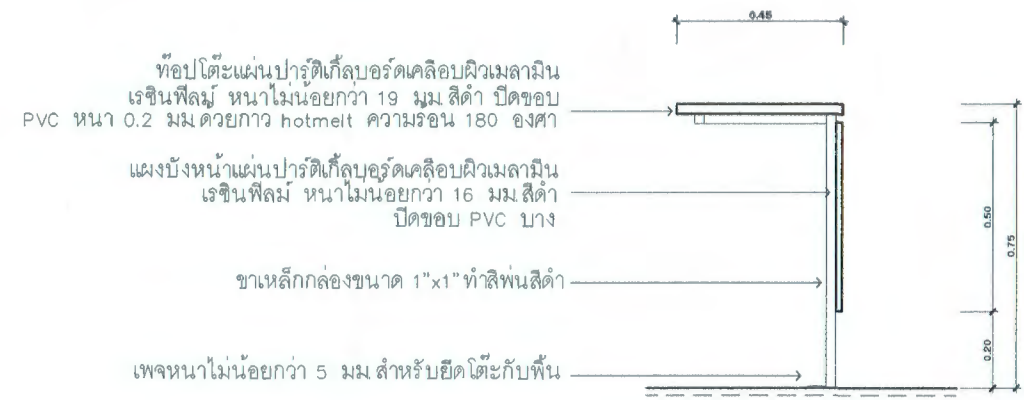 0.45
ท๊อปโต๊ะแผ่นปาร์ติเกิ้ลบอร์ดเคลือบผิวเมลามีน
เรซินฟิลม์ หนาไม่น้อยกว่า 19 มม.สีดำ ปิดขอบ
PVC หนา 0.2 มม.ด้วยกาว hotmelt ความร้อน 180 องศา
แผงบังหน้าแผ่นปาร์ติเกิ้ลบอร์ดเคลือบผิวเมลามีน
เรซินฟิลม์ หนาไม่น้อยกว่า 16 มม.สีดำ
ปิดขอบ PVC บาง
0.50
0.75
ขาเหล็กกล่องขนาด 1"x1"ทำสีพ่นสีดำ
0.20
เพจหนาไม่น้อยกว่า 5 มม.สำหรับยึดโต๊ะกับพื้น